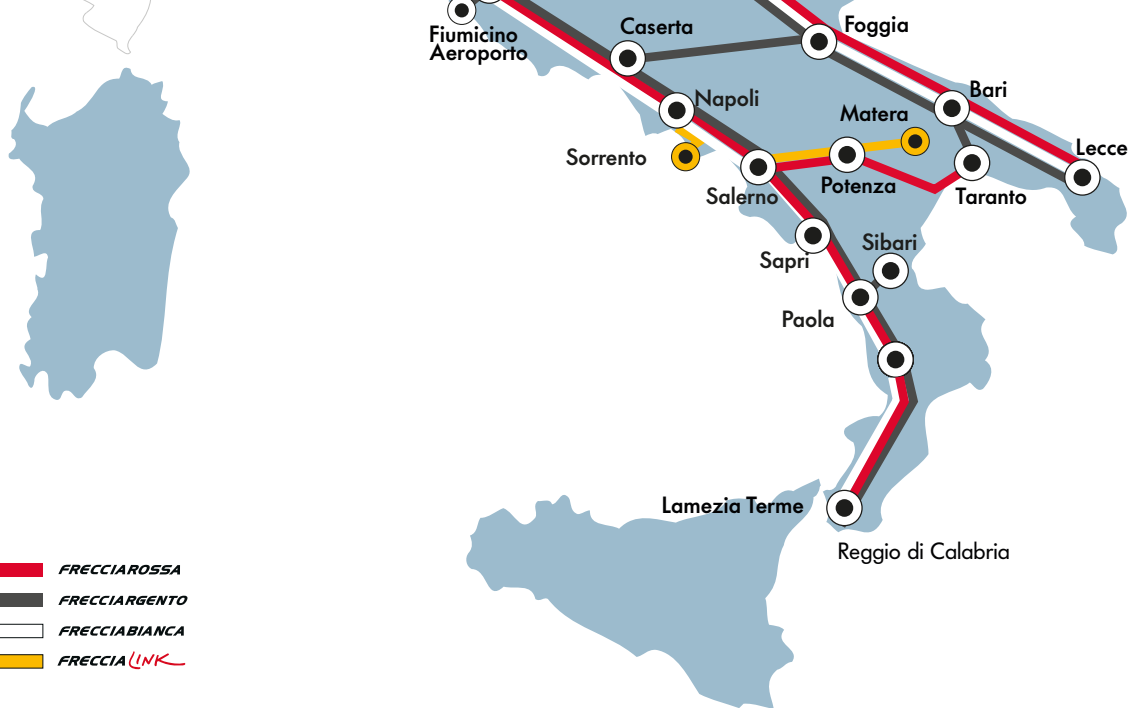 Foggia
Caserta
Fiumicino
Aeroporto
Bari
Napoli
Matera
Lecce
Sorrento
Potenza
Salerno
Taranto
Sibari
Sapri
Paola
Lamezia Terme
Reggio di Calabria
FRECCIAROSSA
FRECCIARGENTO
FRECCIABIANCA
FRECCIALINK